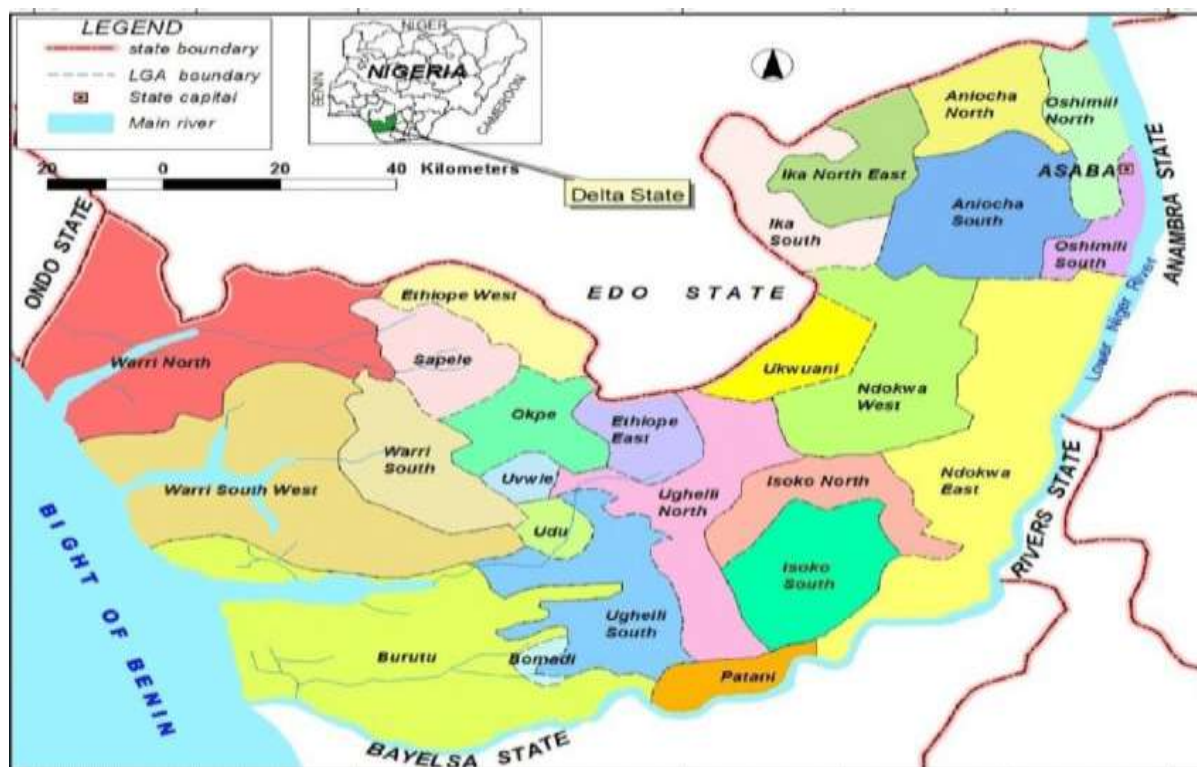 LEGEND
state boundary
LGA boundary
State capital
Main river
NIGER
BENIN
NIGERIA
CAMEROON
20 0 20 40 Kilometers
Delta State
ONDO STATE
EDO STATE
ANAMBRA STATE
RIVERS STATE
BAYELSA STATE
BIGHT OF BENIN
Lower Niger River
Aniocha
North
Oshimili
North
Ika North East
ASABA
Aniocha
South
Ika
South
Oshimili
South
Ethiope West
Warri North
Sapele
Ukwuani
Ndokwa
West
Okpe
Ethiope
East
Warri
South
Warri South West
Uvwie
Ughelli
North
Isoko North
Ndokwa
East
Udu
Isoko
South
Ughelli
South
Burutu
Bomadi
Patani